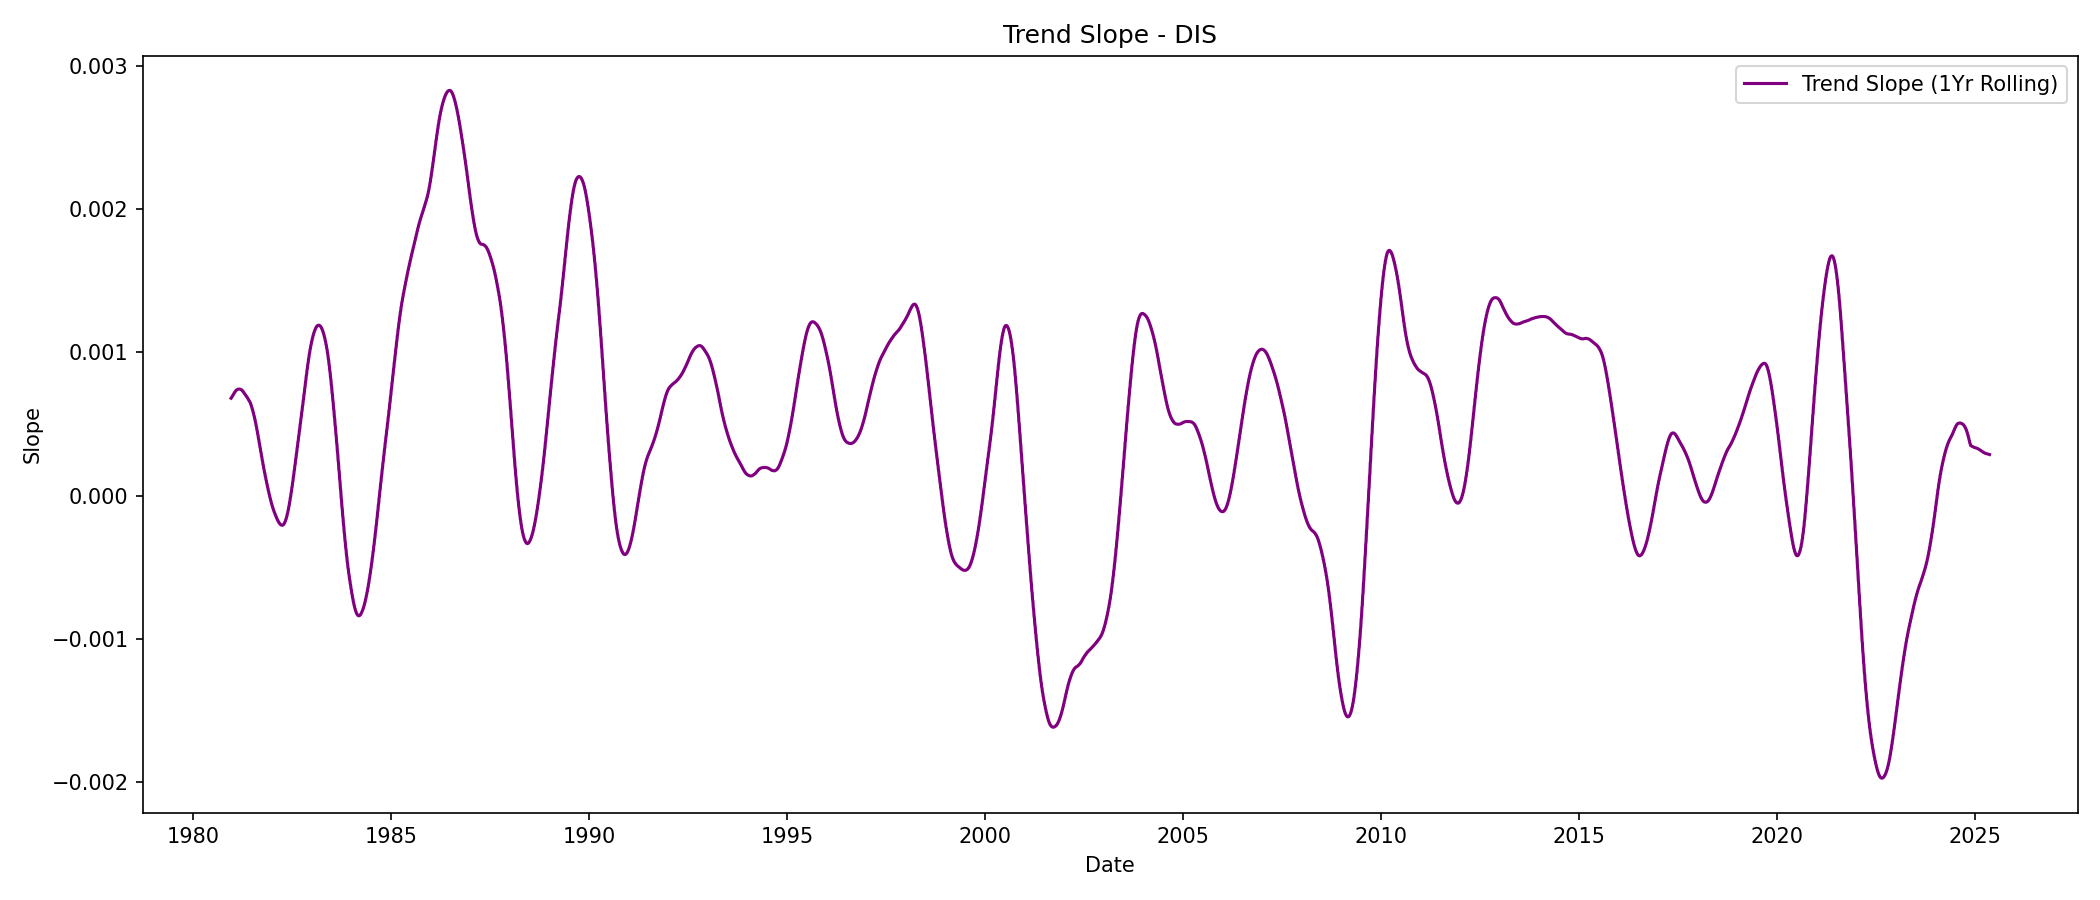 Trend Slope - DIS
Trend Slope (1Yr Rolling)
0.003
0.002
0.001
0.000
−0.001
−0.002
Slope
1980 1985 1990 1995 2000 2005 2010 2015 2020 2025
Date